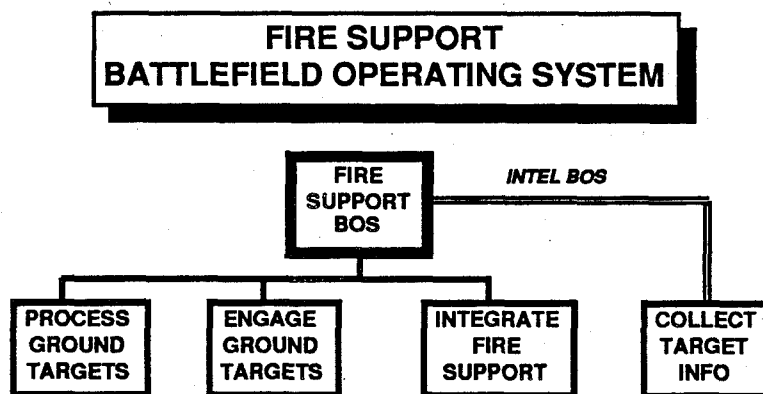 FIRE SUPPORT
BATTLEFIELD OPERATING SYSTEM
FIRE
SUPPORT
BOS
INTEL BOS
PROCESS
GROUND
TARGETS
ENGAGE
GROUND
TARGETS
INTEGRATE
FIRE
SUPPORT
COLLECT
TARGET
INFO